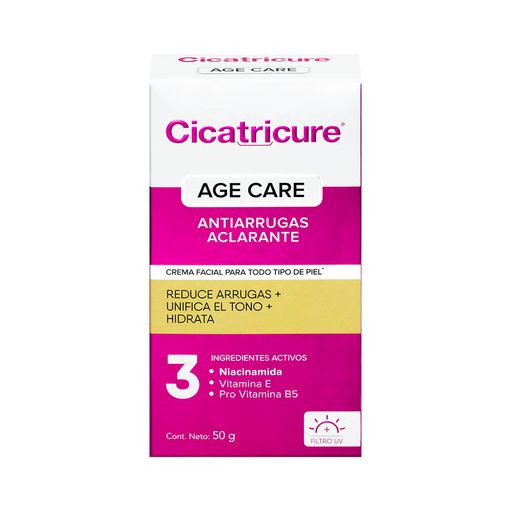 Cicatricure
AGE CARE
Cicatricure®
AGE CARE
ANTIARRUGAS
ACLARANTE
CREMA FACIAL PARA TODO TIPO DE PIEL*
REDUCE ARRUGAS +
UNIFICA EL TONO +
HIDRATA
3
INGREDIENTES ACTIVOS
• Niacinamida
• Vitamina E
• Pro Vitamina B5
Cont. Neto: 50 g
FILTRO UV